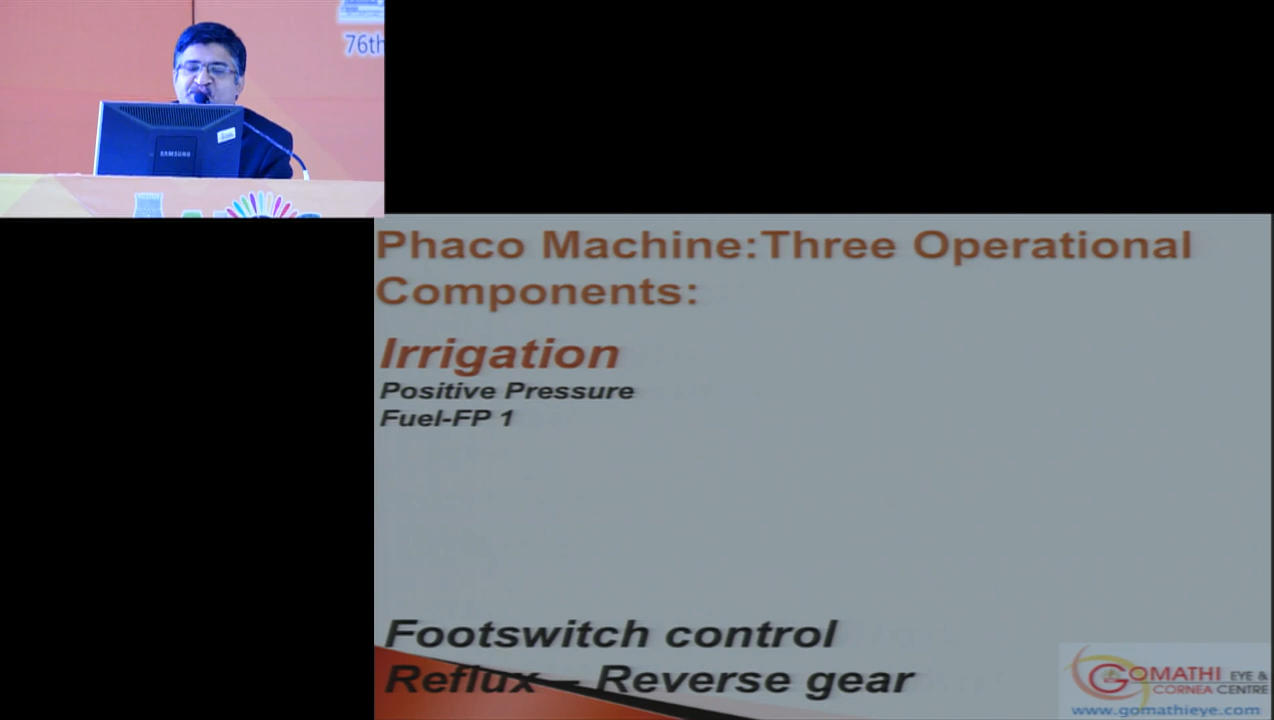 76th
SAMSUNG
Phaco Machine:Three Operational
Components:
Irrigation
Positive Pressure
Fuel-FP 1
Footswitch control
Reflux – Reverse gear
GOMATHI EYE &
CORNEA CENTRE
www.gomathieye.com